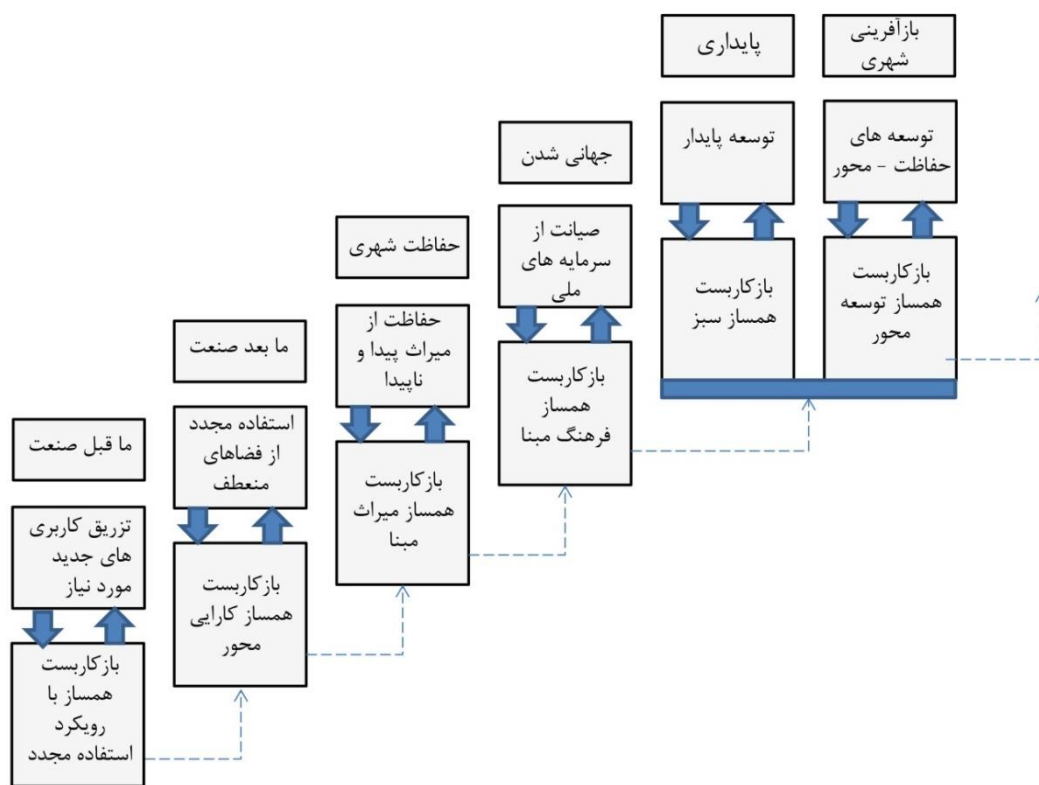 ما قبل صنعت
تزریق کاربری
های جدید
مورد نیاز
بازکاربست
همساز با
رویکرد
استفاده مجدد
ما بعد صنعت
استفاده مجدد
از فضاهای
منعطف
بازکاربست
همساز کارایی
محور
حفاظت شهری
حفاظت از
میراث پیدا و
ناپیدا
بازکاربست
همساز میراث
مبنا
جهانی شدن
صیانت از
سرمایه های
ملی
بازکاربست
همساز
فرهنگ مبنا
پایداری
توسعه پایدار
بازکاربست
همساز سبز
بازآفرینی
شهری
توسعه های
حفاظت - محور
بازکاربست
همساز توسعه
محور